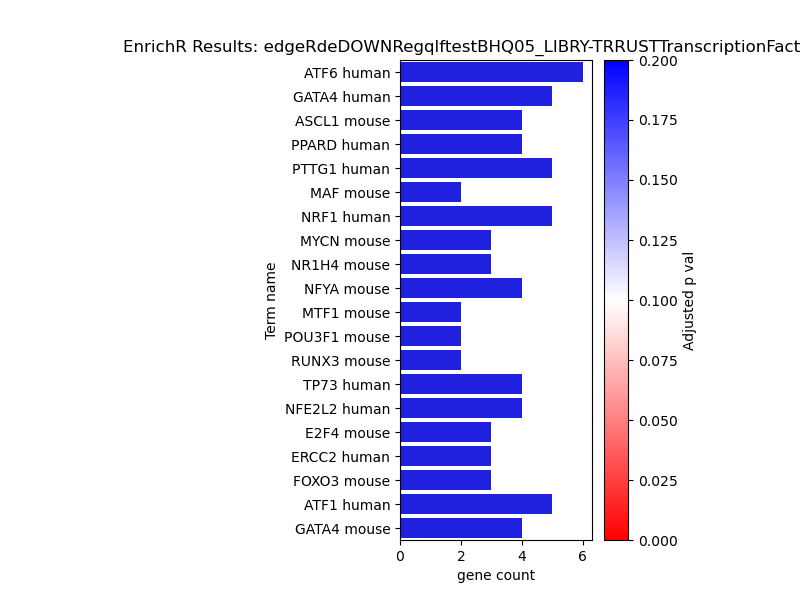 EnrichR Results: edgeRdeDOWNRegqlftestBHQ05_LIBRY-TRRUSTTranscriptionFact
Term name
ATF6 human
GATA4 human
ASCL1 mouse
PPARD human
PTTG1 human
MAF mouse
NRF1 human
MYCN mouse
NR1H4 mouse
NFYA mouse
MTF1 mouse
POU3F1 mouse
RUNX3 mouse
TP73 human
NFE2L2 human
E2F4 mouse
ERCC2 human
FOXO3 mouse
ATF1 human
GATA4 mouse
0 2 4 6
gene count
0.200
0.175
0.150
0.125
0.100
0.075
0.050
0.025
0.000
Adjusted p val